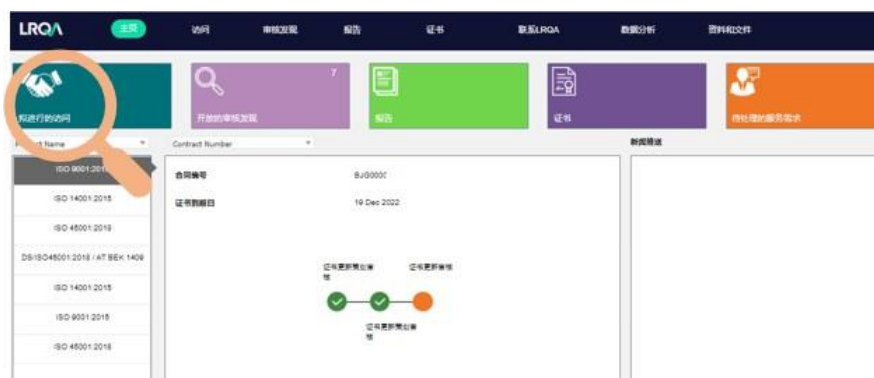 LRQA
主页
访问
审核发现
报告
证书
联系LRQA
数据分析
资料和文件
拟进行的访问
7
开放的审核发现
报告
证书
待处理的服务需求
Name
Contract Number
新闻推送
ISO 9001:201
ISO 14001:2015
ISO 45001:2018
DS/ISO45001:2018 / AT BEK 1409
ISO 14001:2015
ISO 9001:2015
ISO 45001:2018
合同编号
证书到期日
19 Dec 2022
证书更新策划审
核
证书更新审核
证书更新策划审
核